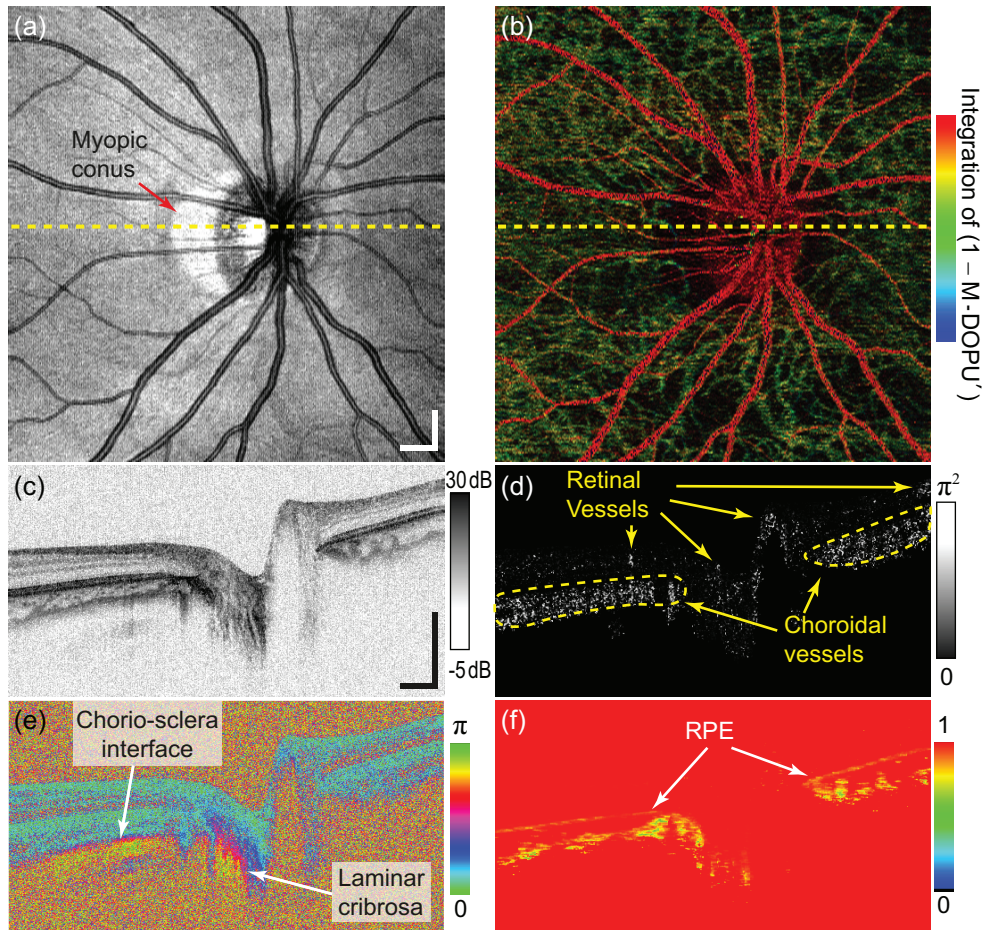 (a)
Myopic
conus
(b)
Integration of (1 – M-DOPU′)
(c)
30 dB
-5 dB
(d)
Retinal
Vessels
Choroidal
vessels
π²
0
(e)
Chorio-sclera
interface
Laminar
cribrosa
π
0
(f)
RPE
1
0